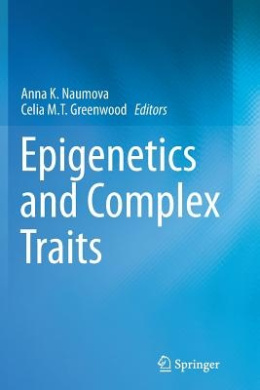 Anna K. Naumova
Celia M.T. Greenwood Editors
Epigenetics
and Complex
Traits
Springer